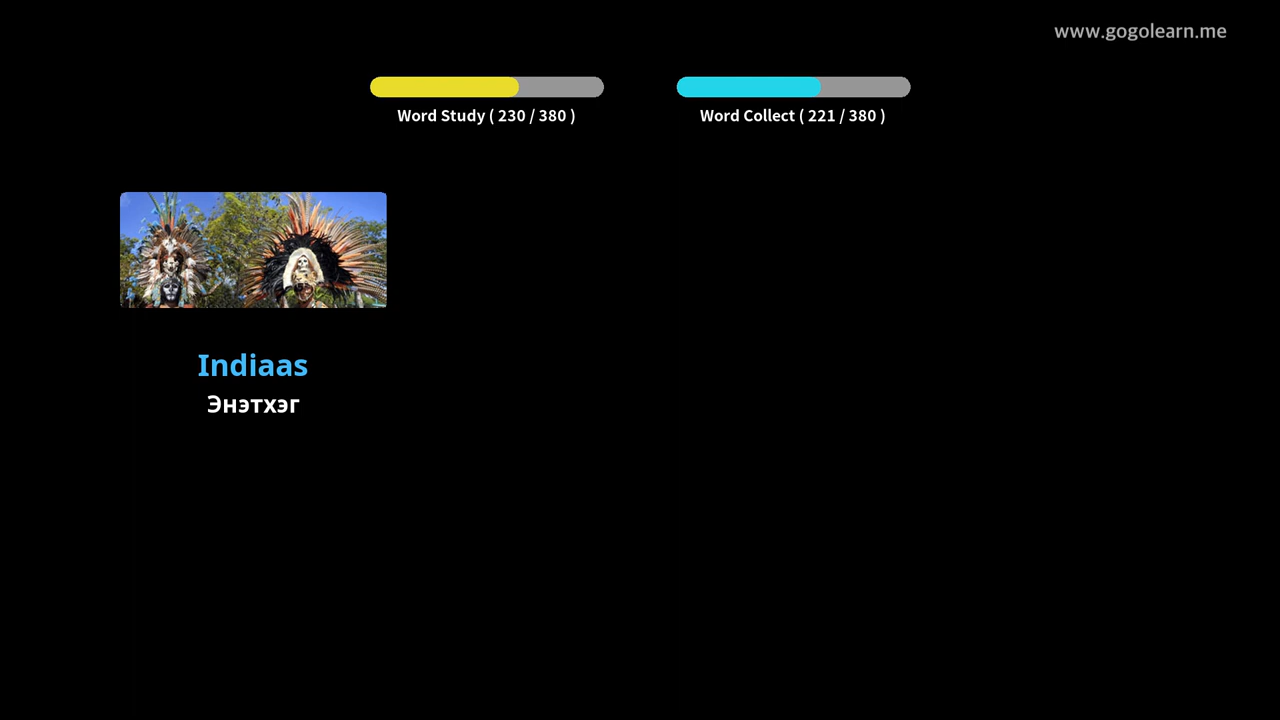 www.gogolearn.me
Word Study ( 230 / 380 )
Word Collect ( 221 / 380 )
Indiaas
Энэтхэг